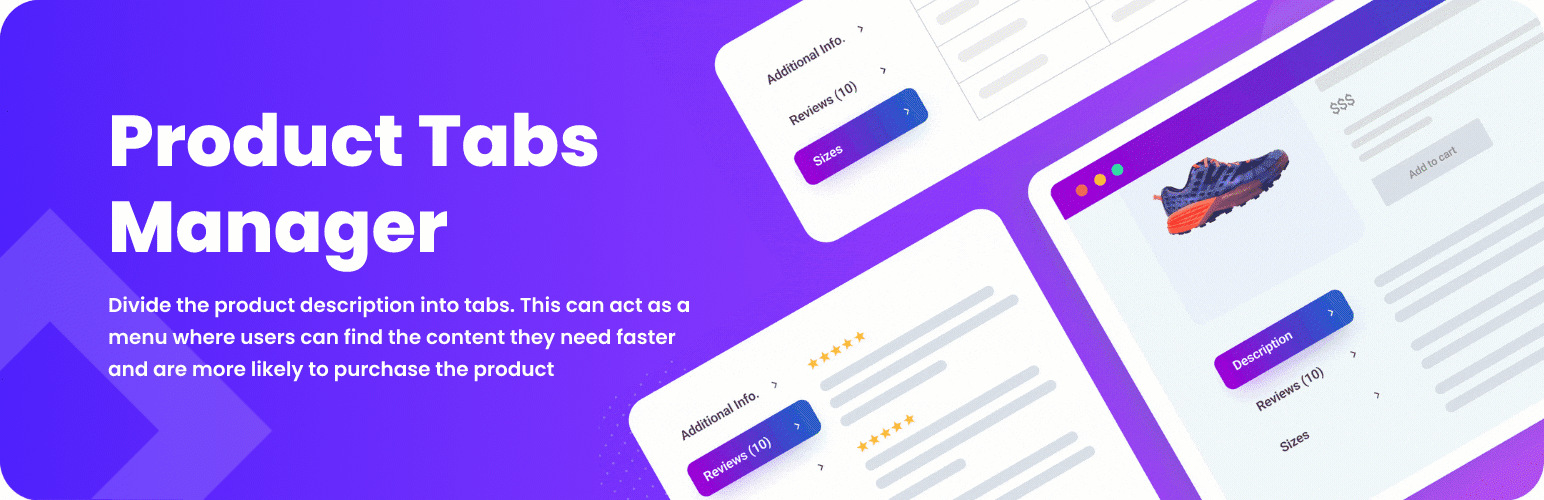 Product Tabs
Manager
Divide the product description into tabs. This can act as a
menu where users can find the content they need faster
and are more likely to purchase the product
Additional Info.
Reviews (10)
Sizes
Additional Info.
Reviews (10)
$$$
Add to cart
Description
Reviews (10)
Sizes